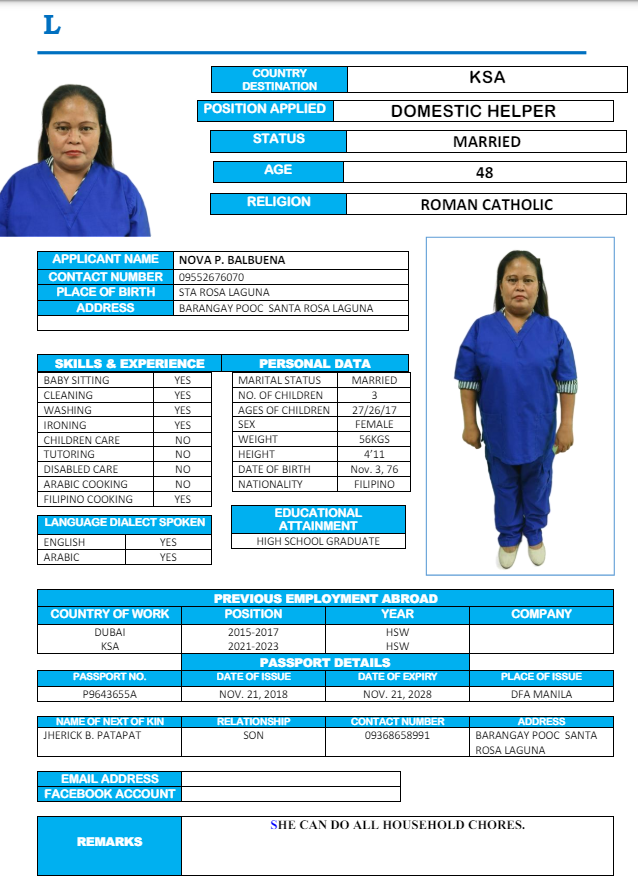 L
COUNTRY DESTINATION KSA
POSITION APPLIED DOMESTIC HELPER
STATUS MARRIED
AGE 48
RELIGION ROMAN CATHOLIC
APPLICANT NAME NOVA P. BALBUENA
CONTACT NUMBER 09552676070
PLACE OF BIRTH STA ROSA LAGUNA
ADDRESS BARANGAY POOC SANTA ROSA LAGUNA
SKILLS & EXPERIENCE
BABY SITTING YES
CLEANING YES
WASHING YES
IRONING YES
CHILDREN CARE NO
TUTORING NO
DISABLED CARE NO
ARABIC COOKING NO
FILIPINO COOKING YES
LANGUAGE DIALECT SPOKEN
ENGLISH YES
ARABIC YES
PERSONAL DATA
MARITAL STATUS MARRIED
NO. OF CHILDREN 3
AGES OF CHILDREN 27/26/17
SEX FEMALE
WEIGHT 56KGS
HEIGHT 4’11
DATE OF BIRTH Nov. 3, 76
NATIONALITY FILIPINO
EDUCATIONAL
ATTAINMENT
HIGH SCHOOL GRADUATE
PREVIOUS EMPLOYMENT ABROAD
COUNTRY OF WORK POSITION YEAR COMPANY
DUBAI 2015-2017 HSW
KSA 2021-2023 HSW
PASSPORT DETAILS
PASSPORT NO. DATE OF ISSUE DATE OF EXPIRY PLACE OF ISSUE
P9643655A NOV. 21, 2018 NOV. 21, 2028 DFA MANILA
NAME OF NEXT OF KIN RELATIONSHIP CONTACT NUMBER ADDRESS
JHERICK B. PATAPAT SON 09368658991 BARANGAY POOC SANTA
ROSA LAGUNA
EMAIL ADDRESS
FACEBOOK ACCOUNT
REMARKS SHE CAN DO ALL HOUSEHOLD CHORES.